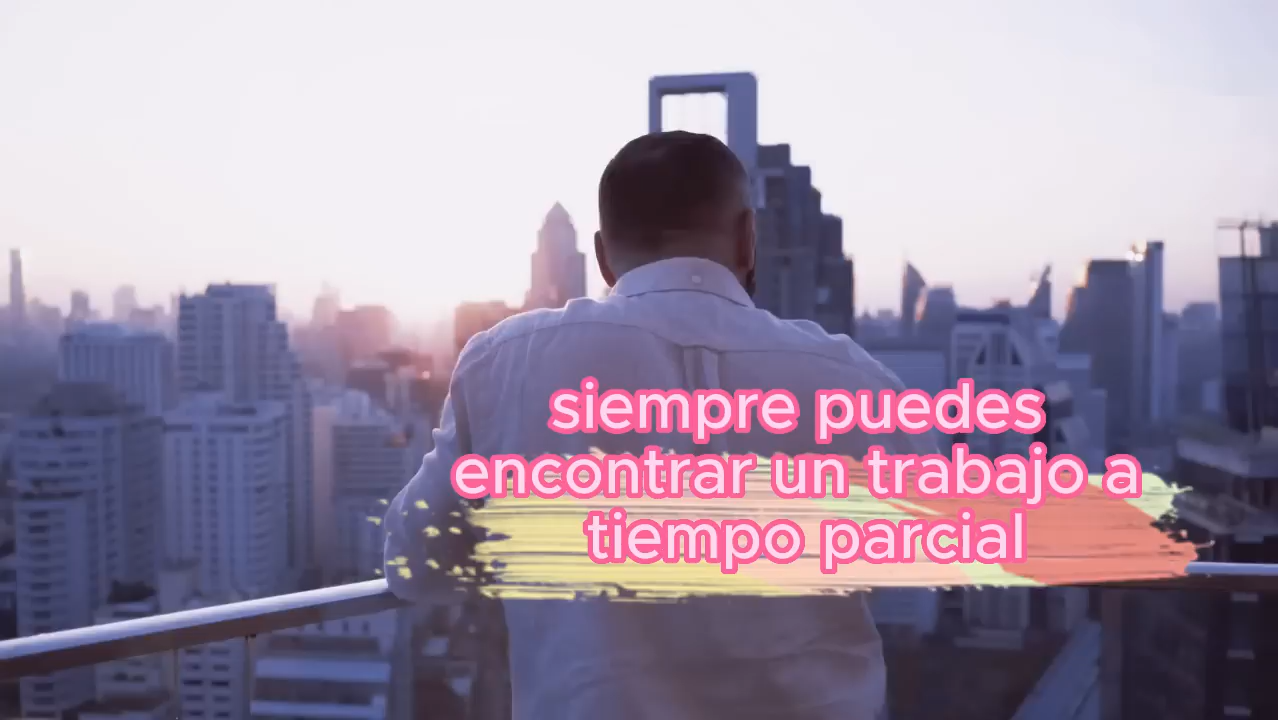 siempre puedes
encontrar un trabajo a
tiempo parcial